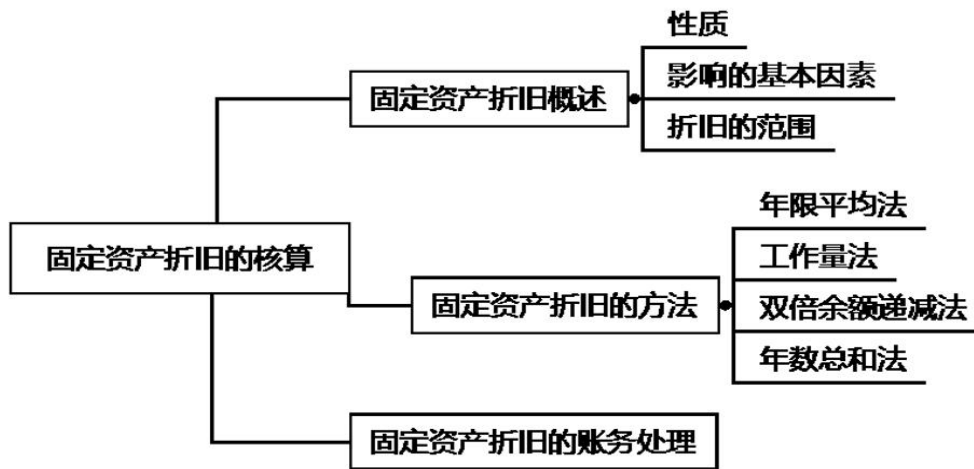 性质
影响的基本因素
固定资产折旧概述
折旧的范围
年限平均法
固定资产折旧的核算
工作量法
固定资产折旧的方法
双倍余额递减法
年数总和法
固定资产折旧的账务处理